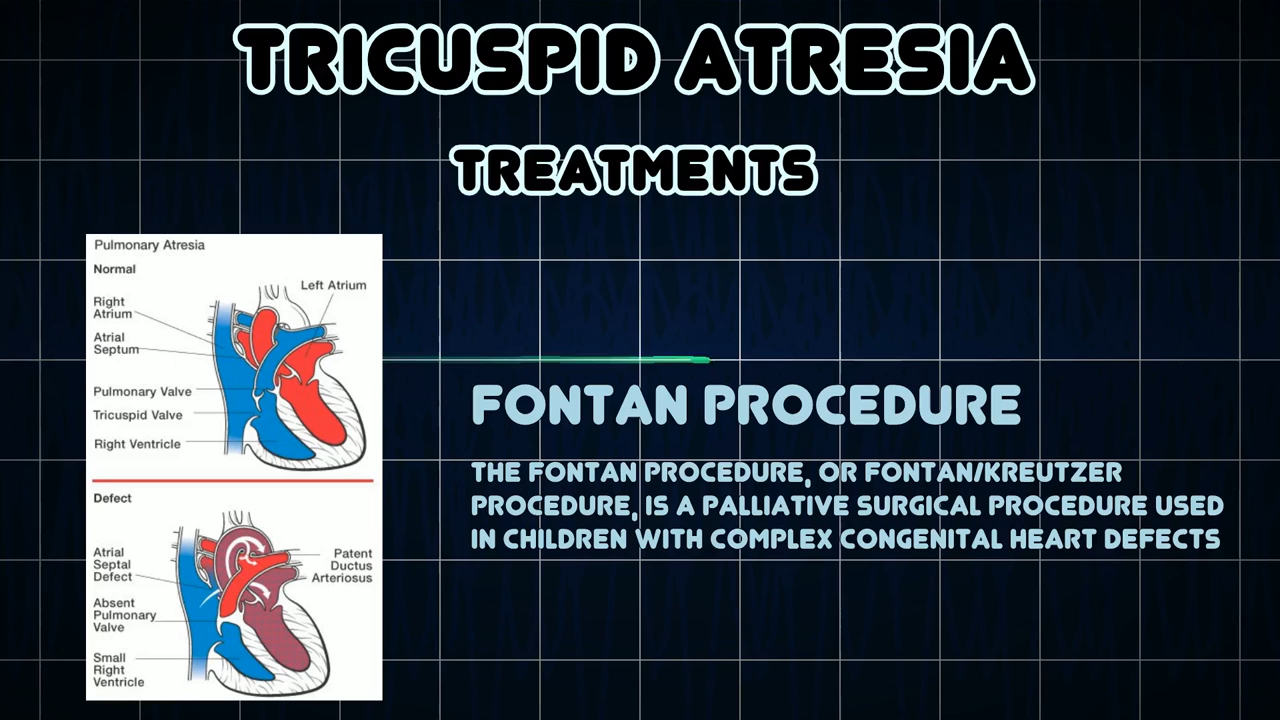 TRICUSPID ATRESIA
TREATMENTS
Pulmonary Atresia
Normal
Left Atrium
Right
Atrium
Atrial
Septum
Pulmonary Valve
Tricuspid Valve
Right Ventricle
Defect
Atrial
Septal
Defect
Patent
Ductus
Arteriosus
Absent
Pulmonary
Valve
Small
Right
Ventricle
FONTAN PROCEDURE
THE FONTAN PROCEDURE, OR FONTAN/KREUTZER
PROCEDURE, IS A PALLIATIVE SURGICAL PROCEDURE USED
IN CHILDREN WITH COMPLEX CONGENITAL HEART DEFECTS